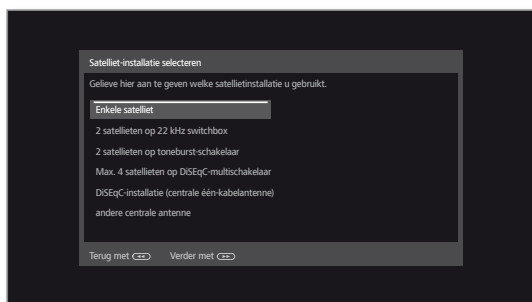 Satelliet-installatie selecteren
Gelieve hier aan te geven welke satellietinstallatie u gebruikt.
Enkele satelliet
2 satellieten op 22 kHz switchbox
2 satellieten op toneburst-schakelaar
Max. 4 satellieten op DiSEqC-multischakelaar
DiSEqC-installatie (centrale één-kabelantenne)
andere centrale antenne
Terug met Verder met